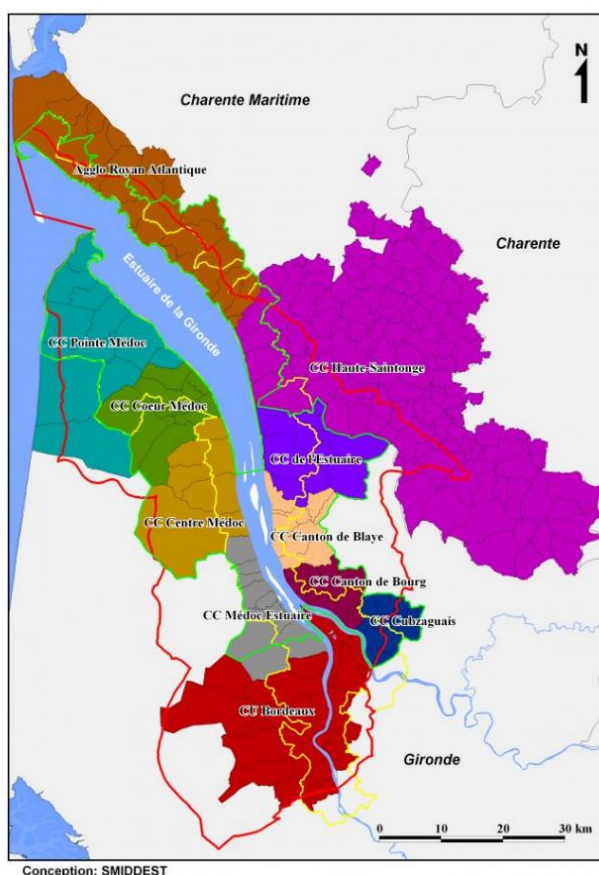 N
Charente Maritime
Agglo Royan Atlantique
Charente
Estuaire de la Gironde
CC Pointe Médoc
CC Haute-Saintonge
CC Coeur Médoc
CC de l'Estuaire
CC Centre Médoc
CC Canton de Blaye
CC Canton de Bourg
CC Médoc Estuaire
CC Cubzaguais
CU Bordeaux
Gironde
0 10 20 30 km
Conception: SMIDDEST